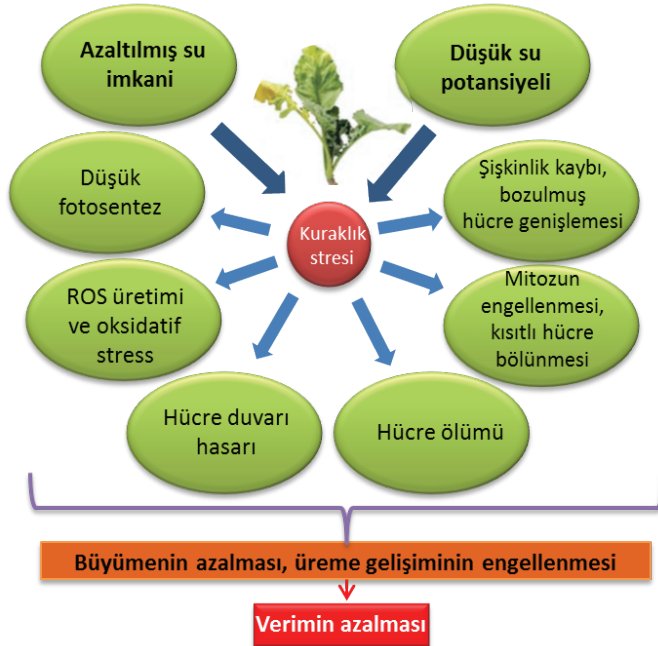 Azaltılmış su
imkani
Düşük su
potansiyeli
Düşük
fotosentez
Kuraklık
stresi
Şişkinlik kaybı,
bozulmuş
hücre genişlemesi
ROS üretimi
ve oksidatif
stress
Mitozun
engellenmesi,
kısıtlı hücre
bölünmesi
Hücre duvarı
hasarı
Hücre ölümü
Büyümenin azalması, üreme gelişiminin engellenmesi
Verimin azalması